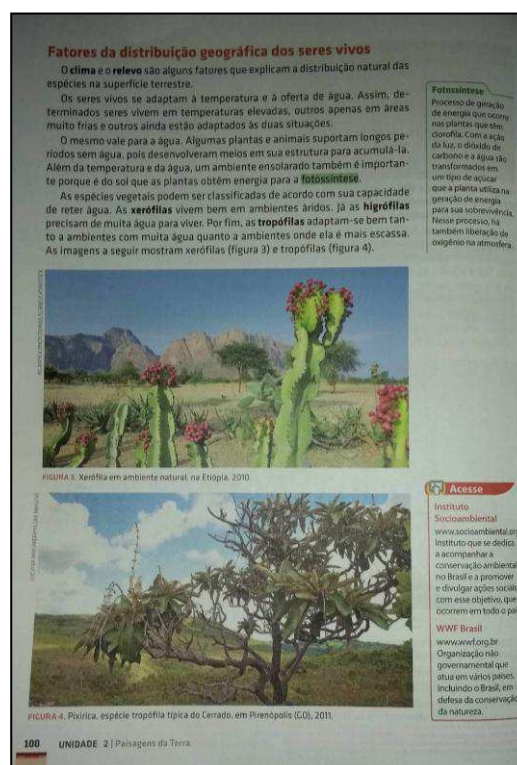 Fatores da distribuição geográfica dos seres vivos
O clima e o relevo são alguns fatores que explicam a distribuição natural das
espécies na superfície terrestre.
Os seres vivos se adaptam à temperatura e à oferta de água. Assim, de-
terminados seres vivem em temperaturas elevadas, outros apenas em áreas
muito frias e outros ainda estão adaptados às duas situações.
O mesmo vale para a água. Algumas plantas e animais suportam longos pe-
ríodos sem água, pois desenvolveram meios em sua estrutura para acumulá-la.
Além da temperatura e da água, um ambiente ensolarado também é importan-
te porque é do sol que as plantas obtêm energia para a fotossíntese.
As espécies vegetais podem ser classificadas de acordo com sua capacidade
de reter água. As xerófilas vivem bem em ambientes áridos. Já as higrófilas
precisam de muita água para viver. Por fim, as tropófilas adaptam-se bem tan-
to a ambientes com muita água quanto a ambientes onde ela é mais escassa.
As imagens a seguir mostram xerófilas (figura 3) e tropófilas (figura 4).
Fotossíntese
Processo de geração
de energia que ocorre
nas plantas que têm
clorofila. Com a ação
da luz, o dióxido de
carbono e a água são
transformados em
um tipo de açúcar
que a planta utiliza na
geração de energia
para sua sobrevivência.
Nesse processo, há
também liberação de
oxigênio na atmosfera.
FIGURA 3. Xerófila em ambiente natural, na Etiópia, 2010.
FIGURA 4. Pixirica, espécie tropófila típica do Cerrado, em Pirenópolis (GO), 2011.
Acesse
Instituto
Socioambiental
www.socioambiental.org
Instituto que se dedica
a acompanhar a
conservação ambiental
no Brasil e a promover
e divulgar ações sociais
com esse objetivo, que
ocorrem em todo o país
WWF Brasil
www.wwf.org.br
Organização não
governamental que
atua em vários países,
incluindo o Brasil, em
defesa da conservação
da natureza.
100 UNIDADE 2 | Paisagens da Terra